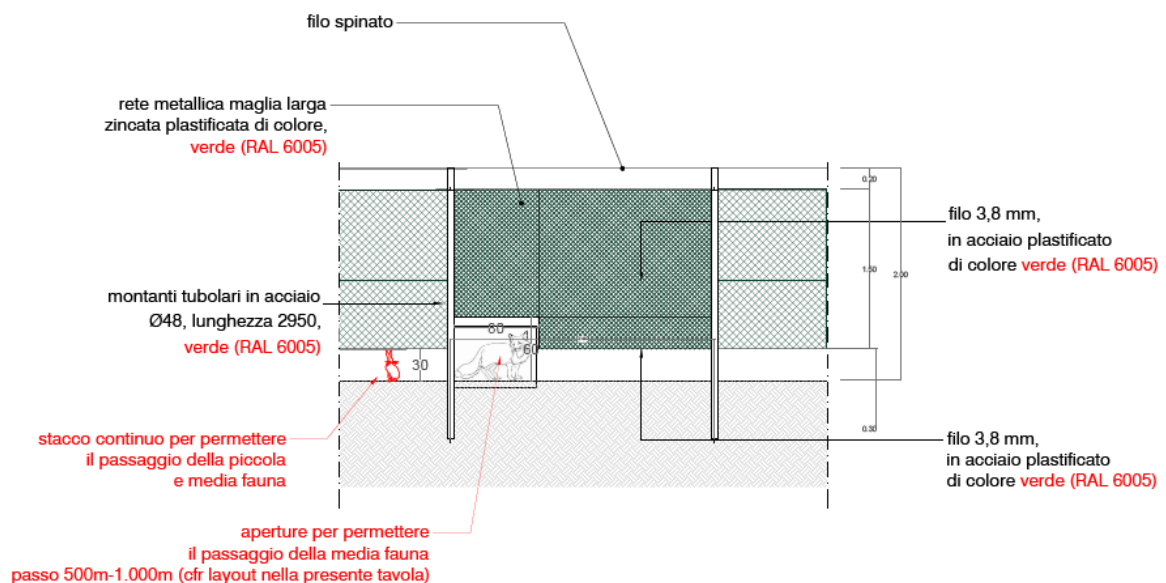 filo spinato
rete metallica maglia larga
zincata plastificata di colore,
verde (RAL 6005)
0.20
filo 3,8 mm,
in acciaio plastificato
di colore verde (RAL 6005)
1.50
2.00
montanti tubolari in acciaio
Ø48, lunghezza 2950,
verde (RAL 6005)
80
60
30
0.30
stacco continuo per permettere
il passaggio della piccola
e media fauna
filo 3,8 mm,
in acciaio plastificato
di colore verde (RAL 6005)
aperture per permettere
il passaggio della media fauna
passo 500m-1.000m (cfr layout nella presente tavola)